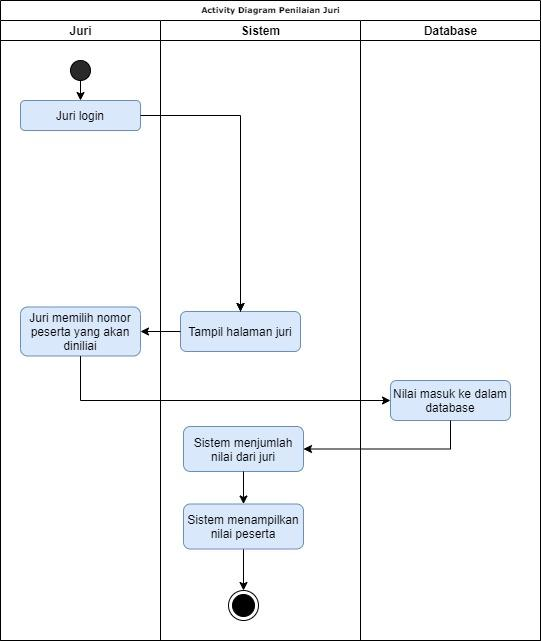 Activity Diagram Penilaian Juri
Juri
Sistem
Database
Juri login
Juri memilih nomor
peserta yang akan
diniliai
Tampil halaman juri
Nilai masuk ke dalam
database
Sistem menjumlah
nilai dari juri
Sistem menampilkan
nilai peserta